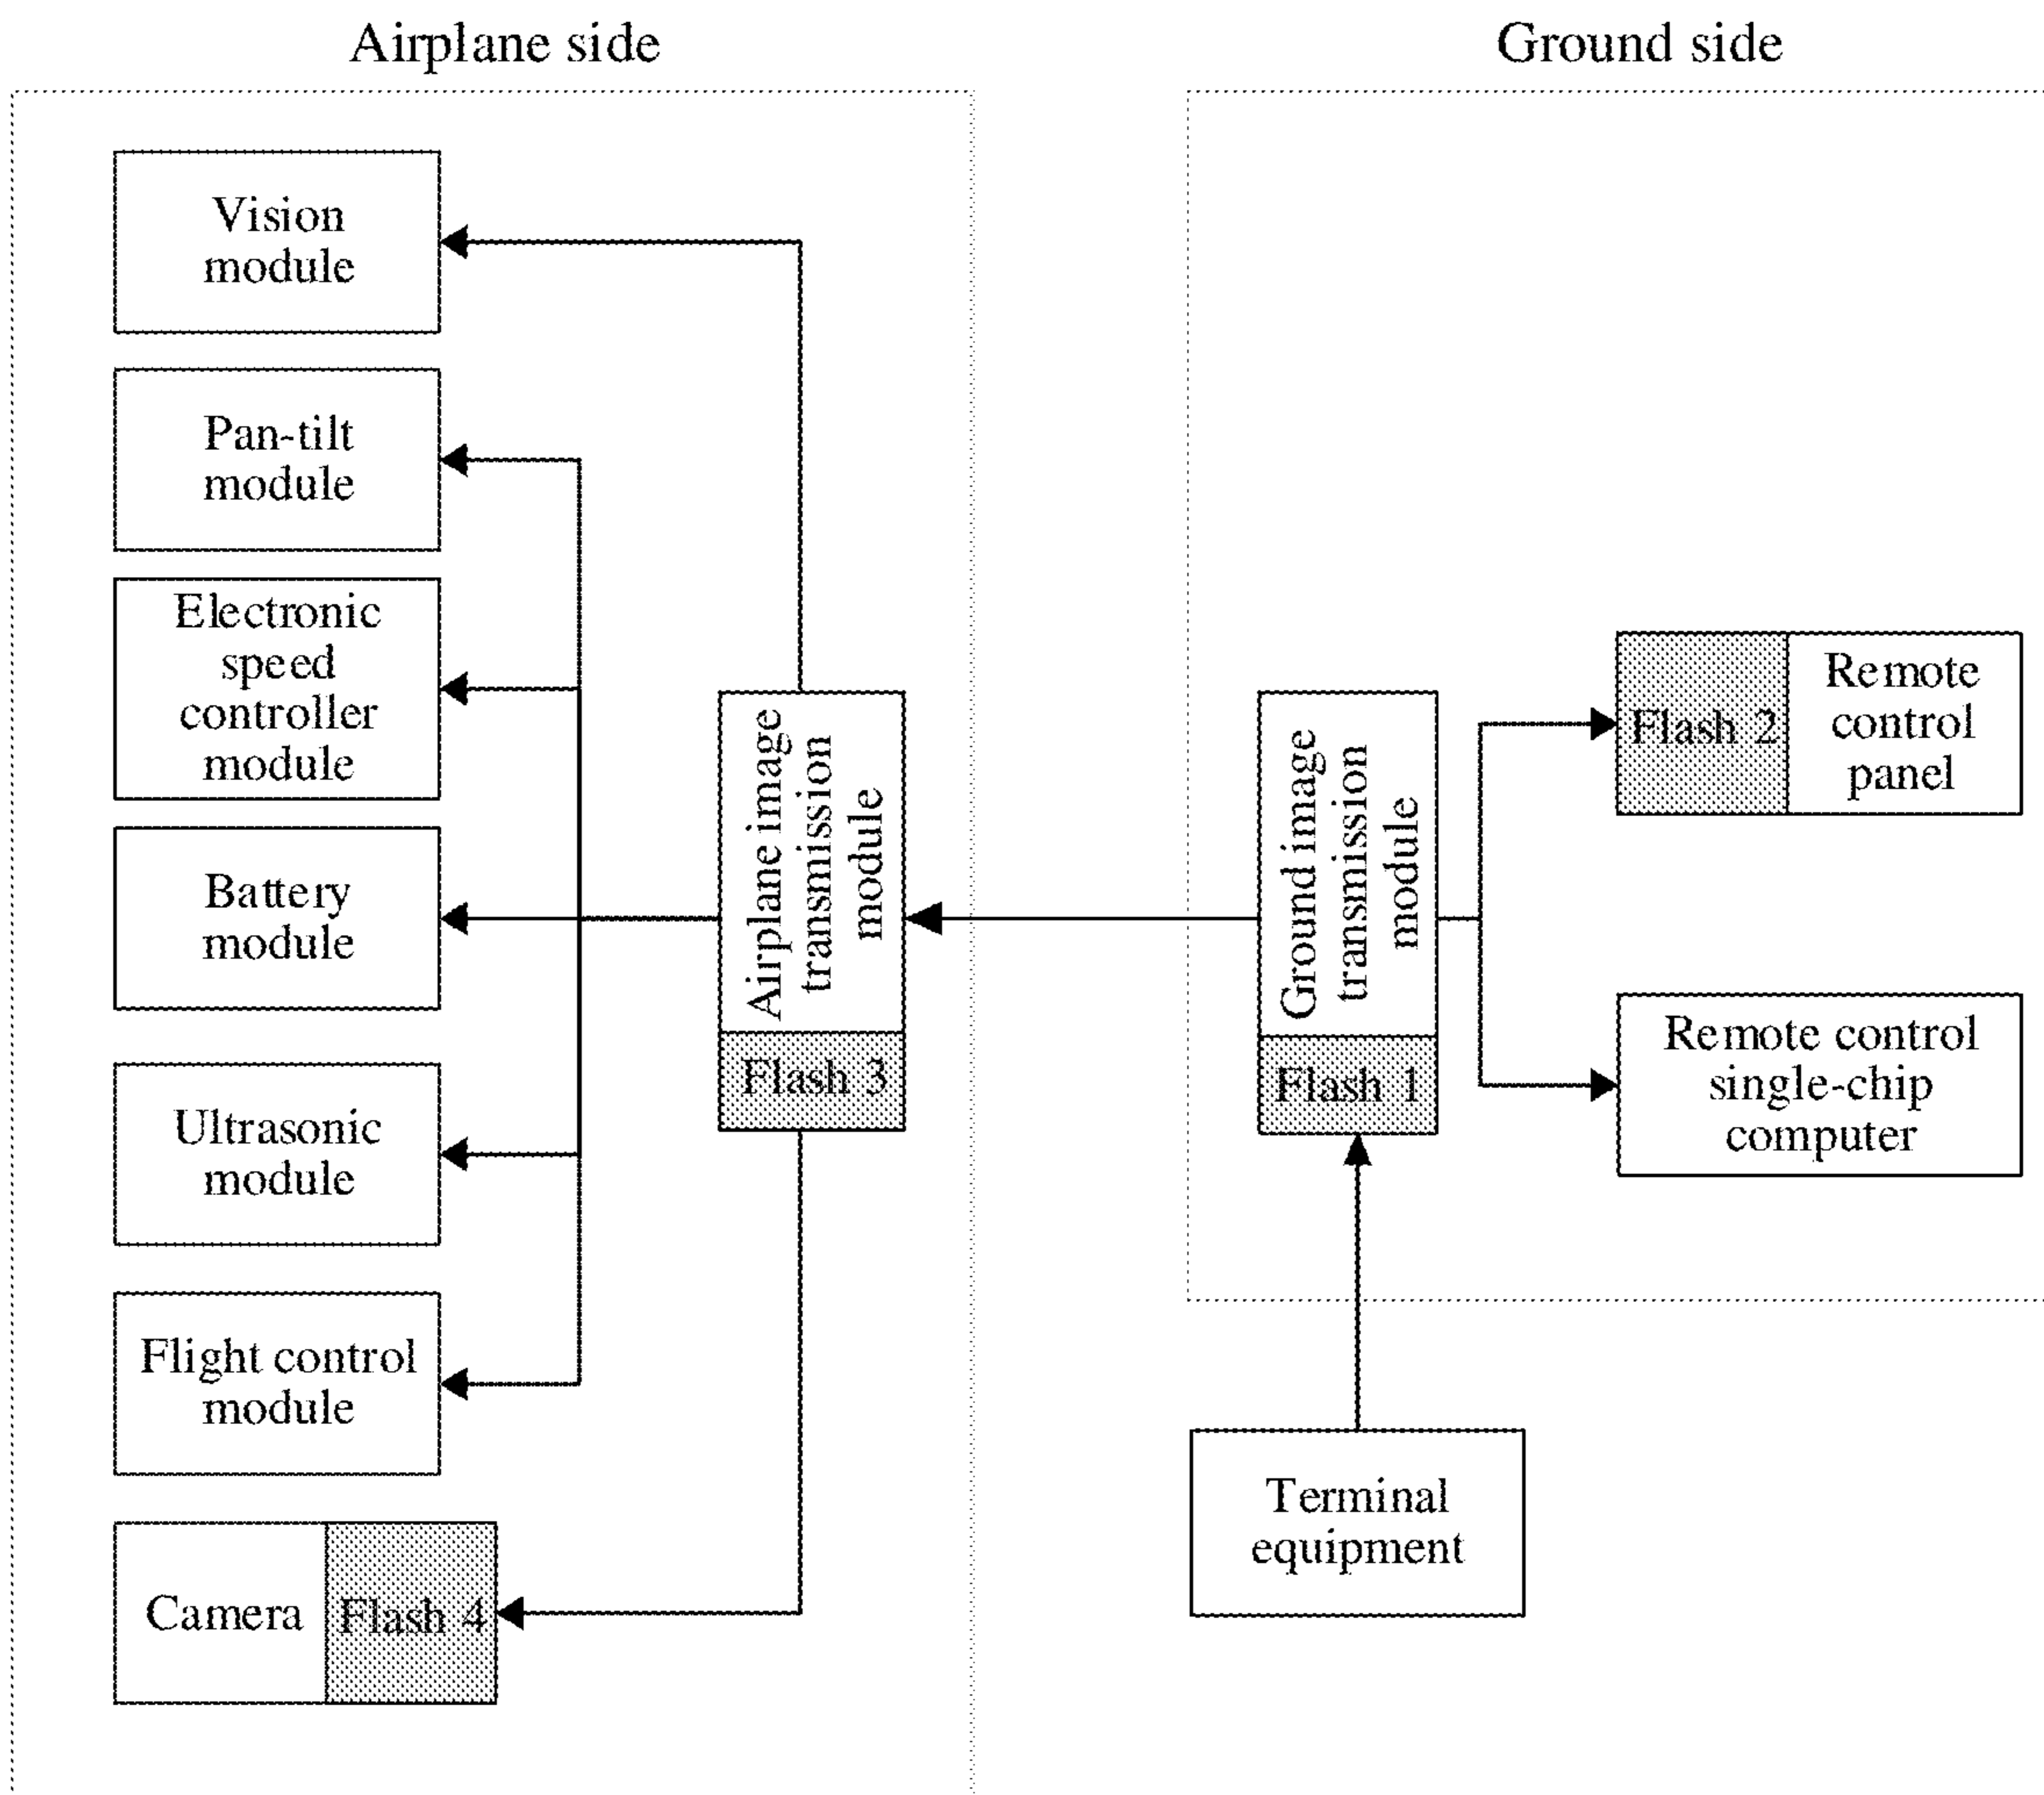 Airplane side
Ground side
Vision
module
Pan-tilt
module
Electronic
speed
controller
module
Battery
module
Ultrasonic
module
Flight control
module
Camera
Flash 4
Airplane image
transmission
module
Flash 3
Ground image
transmission
module
Flash 1
Flash 2
Remote
control
panel
Remote control
single-chip
computer
Terminal
equipment